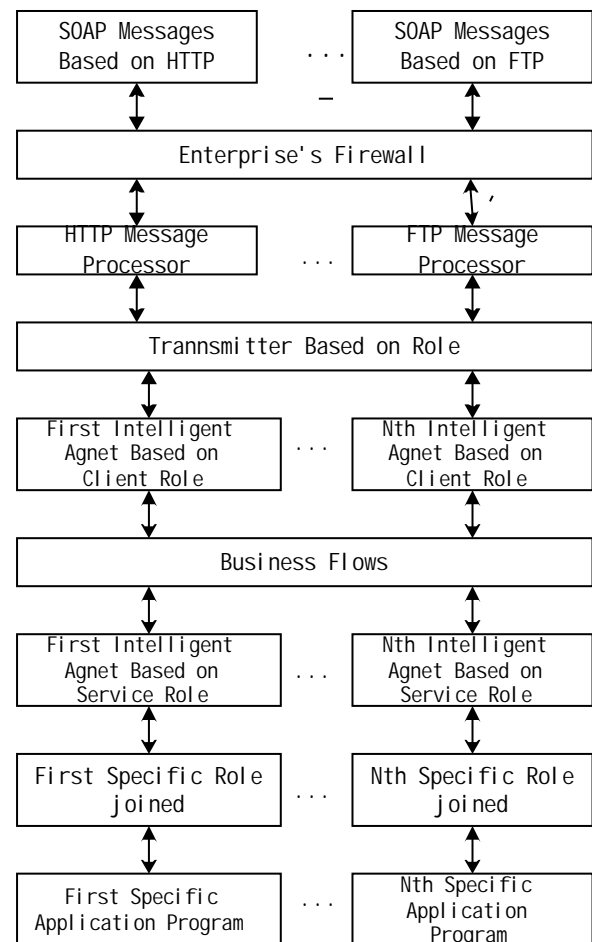 SOAP Messages
Based on HTTP
...
SOAP Messages
Based on FTP
Enterprise's Firewall
HTTP Message
Processor
...
FTP Message
Processor
Trannsmitter Based on Role
First Intelligent
Agnet Based on
Client Role
...
Nth Intelligent
Agnet Based on
Client Role
Business Flows
First Intelligent
Agnet Based on
Service Role
...
Nth Intelligent
Agnet Based on
Service Role
First Specific Role
joined
...
Nth Specific Role
joined
First Specific
Application Program
...
Nth Specific
Application
Program